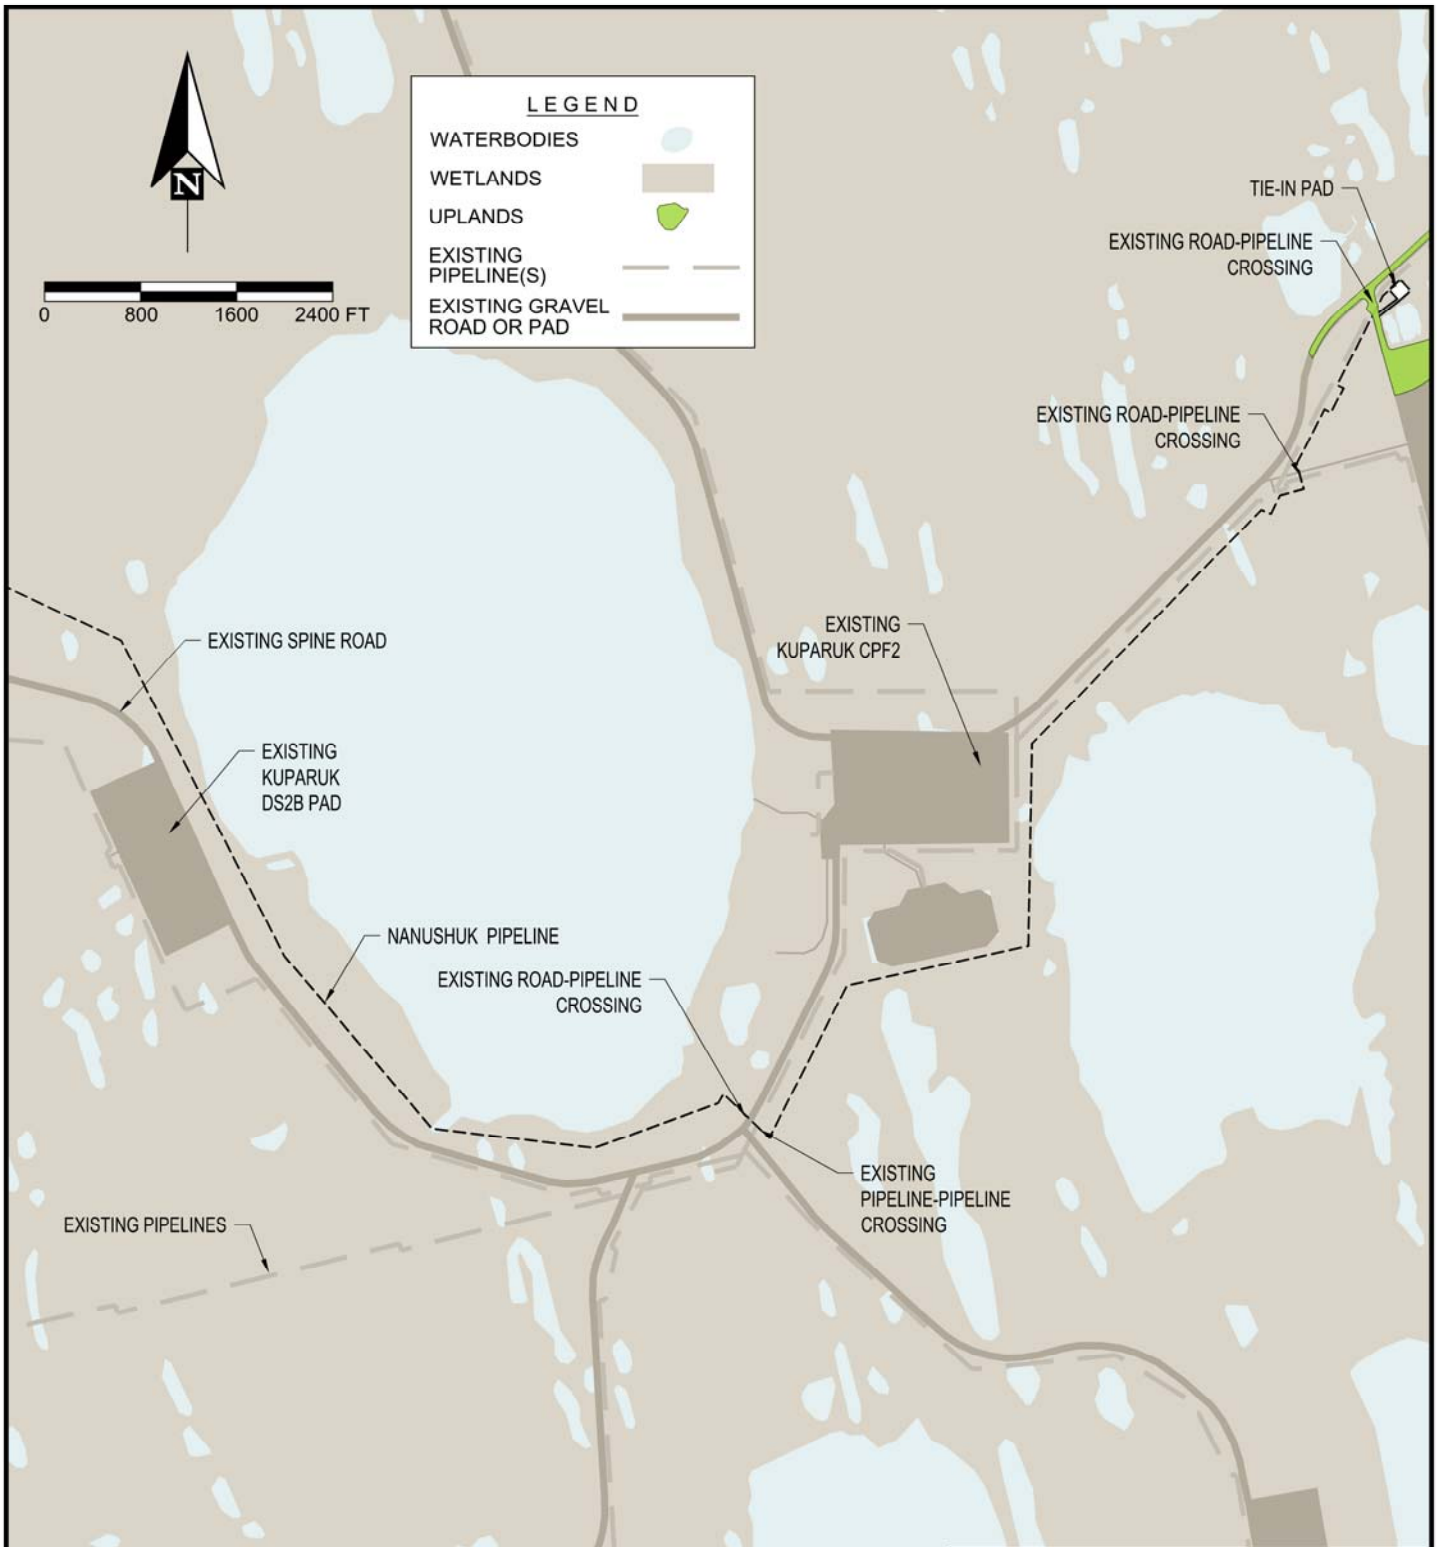 LEGEND
WATERBODIES
WETLANDS
UPLANDS
EXISTING
PIPELINE(S)
EXISTING GRAVEL
ROAD OR PAD
N
0 800 1600 2400 FT
TIE-IN PAD
EXISTING ROAD-PIPELINE
CROSSING
EXISTING ROAD-PIPELINE
CROSSING
EXISTING SPINE ROAD
EXISTING
KUPARUK CPF2
EXISTING
KUPARUK
DS2B PAD
NANUSHUK PIPELINE
EXISTING ROAD-PIPELINE
CROSSING
EXISTING
PIPELINE-PIPELINE
CROSSING
EXISTING PIPELINES